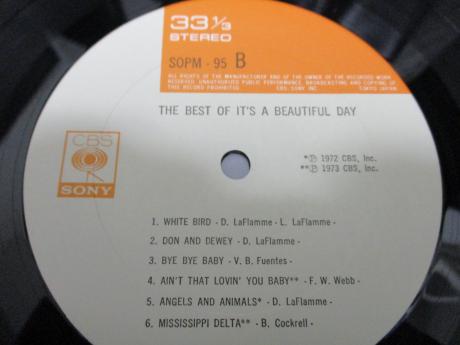 33 1/3
STEREO
SOPM - 95 B
ALL RIGHTS OF THE MANUFACTURER AND OF THE OWNER OF THE RECORDED WORK
RESERVED UNAUTHORIZED PUBLIC PERFORMANCE BROADCASTING AND COPYING OF
THIS RECORD PROHIBITED CBS/SONY INC. TOKYO JAPAN
THE BEST OF IT'S A BEAUTIFUL DAY
CBS
SONY
*Ⓟ 1972 CBS, Inc.
**Ⓟ 1973 CBS, Inc.
1. WHITE BIRD - D. LaFlamme - L. LaFlamme -
2. DON AND DEWEY - D. LaFlamme -
3. BYE BYE BABY - V. B. Fuentes -
4. AIN'T THAT LOVIN' YOU BABY** - F. W. Webb -
5. ANGELS AND ANIMALS* - D. LaFlamme -
6. MISSISSIPPI DELTA** - B. Cockrell -